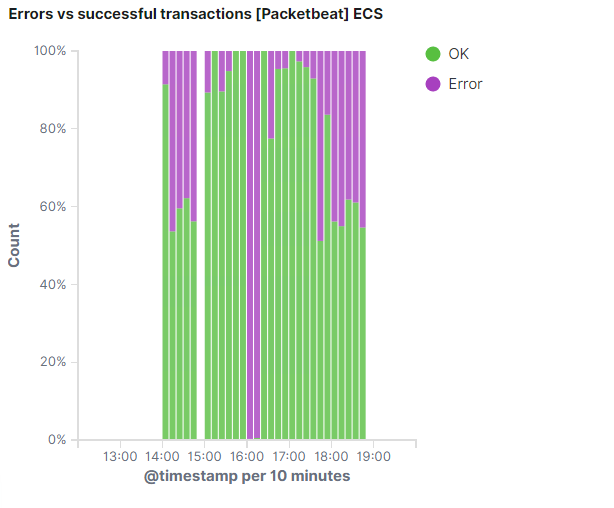 Errors vs successful transactions [Packetbeat] ECS
100%
80%
60%
40%
20%
0%
Count
13:00 14:00 15:00 16:00 17:00 18:00 19:00
@timestamp per 10 minutes
OK
Error